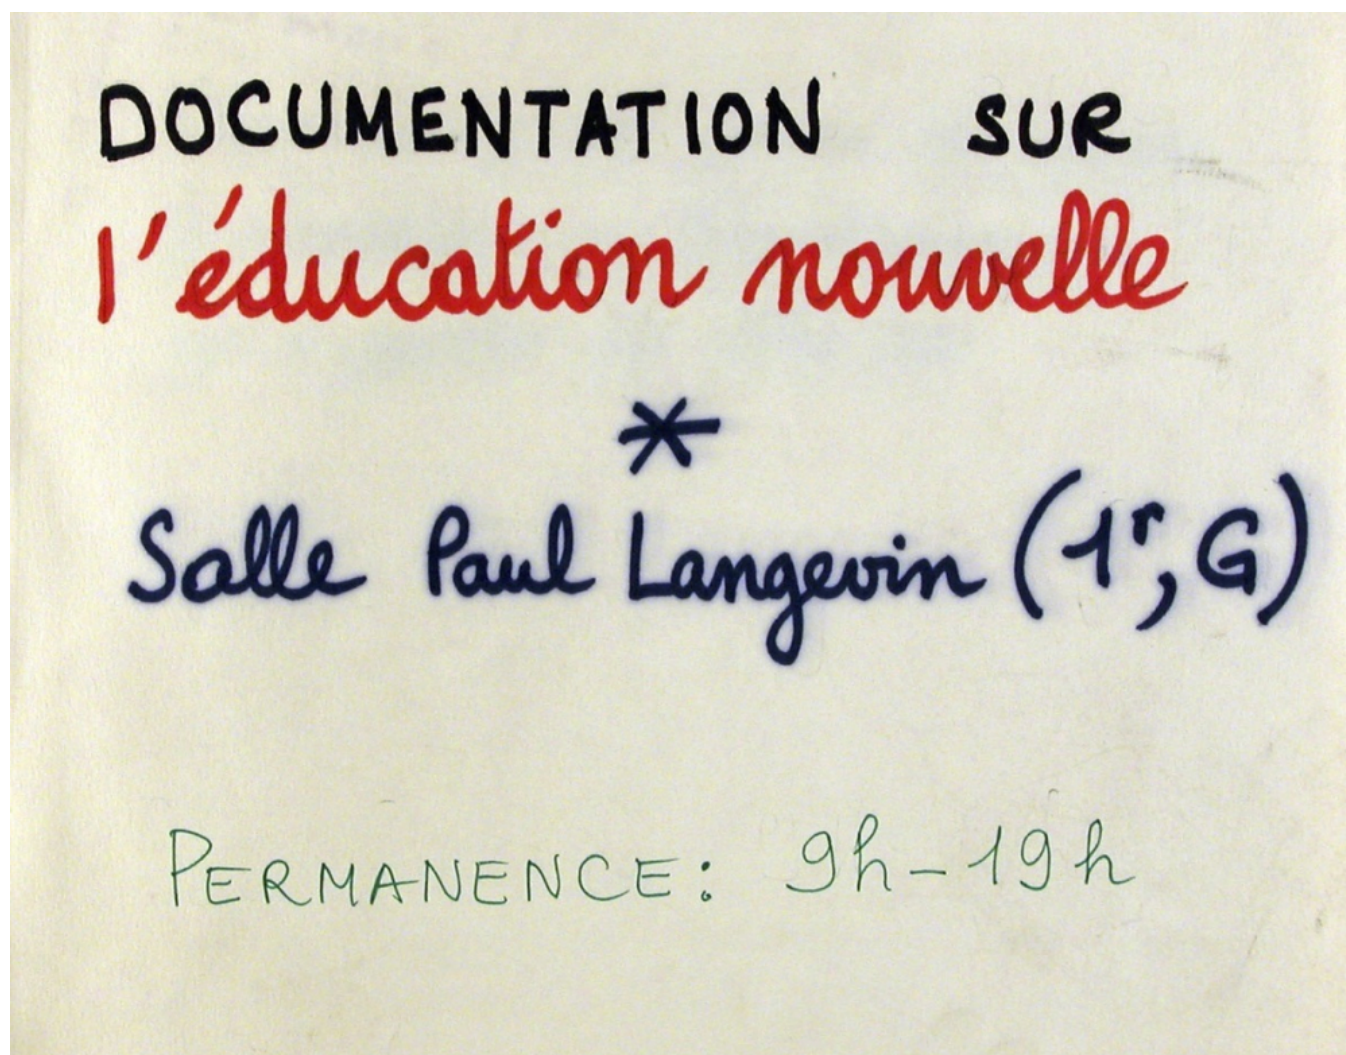 DOCUMENTATION SUR
l'éducation nouvelle
*
Salle Paul Langevin (1r, G)
PERMANENCE: 9h-19h